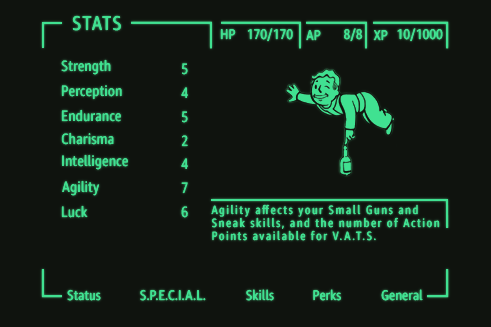 STATS
HP 170/170 AP 8/8 XP 10/1000
Strength 5
Perception 4
Endurance 5
Charisma 2
Intelligence 4
Agility 7
Luck 6
Agility affects your Small Guns and
Sneak skills, and the number of Action
Points available for V.A.T.S.
Status S.P.E.C.I.A.L. Skills Perks General